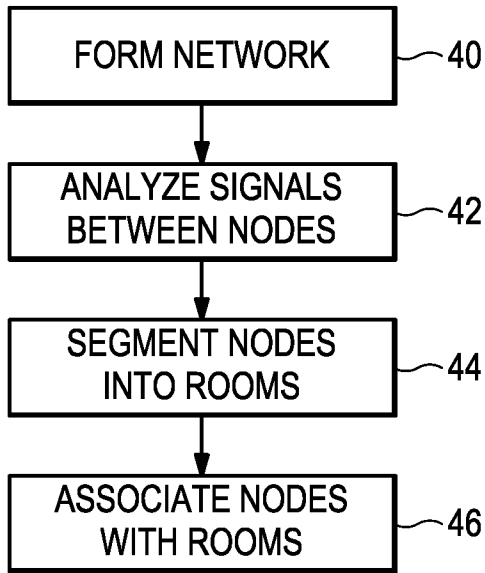 FORM NETWORK
40
ANALYZE SIGNALS
BETWEEN NODES
42
SEGMENT NODES
INTO ROOMS
44
ASSOCIATE NODES
WITH ROOMS
46